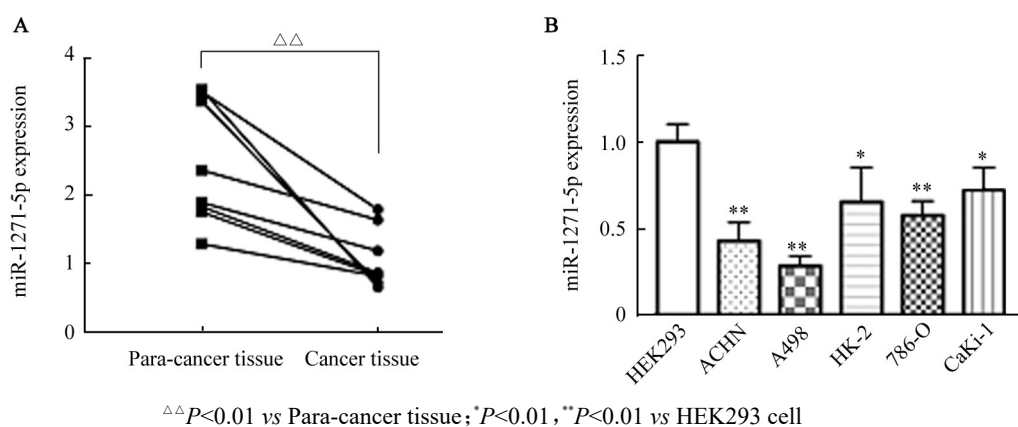 A
△△
4
3
2
1
0
miR-1271-5p expression
Para-cancer tissue
Cancer tissue
B
1.5
1.0
0.5
0
miR-1271-5p expression
**
**
*
**
*
HEK293
ACHN
A498
HK-2
786-O
CaKi-1
△△P<0.01 vs Para-cancer tissue;*P<0.01,**P<0.01 vs HEK293 cell